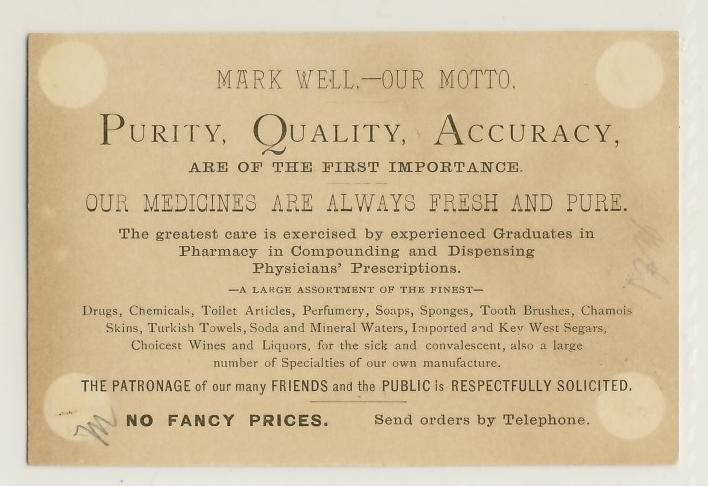 MARK WELL.—OUR MOTTO.
PURITY, QUALITY, ACCURACY,
ARE OF THE FIRST IMPORTANCE.
OUR MEDICINES ARE ALWAYS FRESH AND PURE.
The greatest care is exercised by experienced Graduates in
Pharmacy in Compounding and Dispensing
Physicians' Prescriptions.
—A LARGE ASSORTMENT OF THE FINEST—
Drugs, Chemicals, Toilet Articles, Perfumery, Soaps, Sponges, Tooth Brushes, Chamois
Skins, Turkish Towels, Soda and Mineral Waters, Imported and Key West Segars,
Choicest Wines and Liquors, for the sick and convalescent, also a large
number of Specialties of our own manufacture.
THE PATRONAGE of our many FRIENDS and the PUBLIC is RESPECTFULLY SOLICITED.
NO FANCY PRICES. Send orders by Telephone.